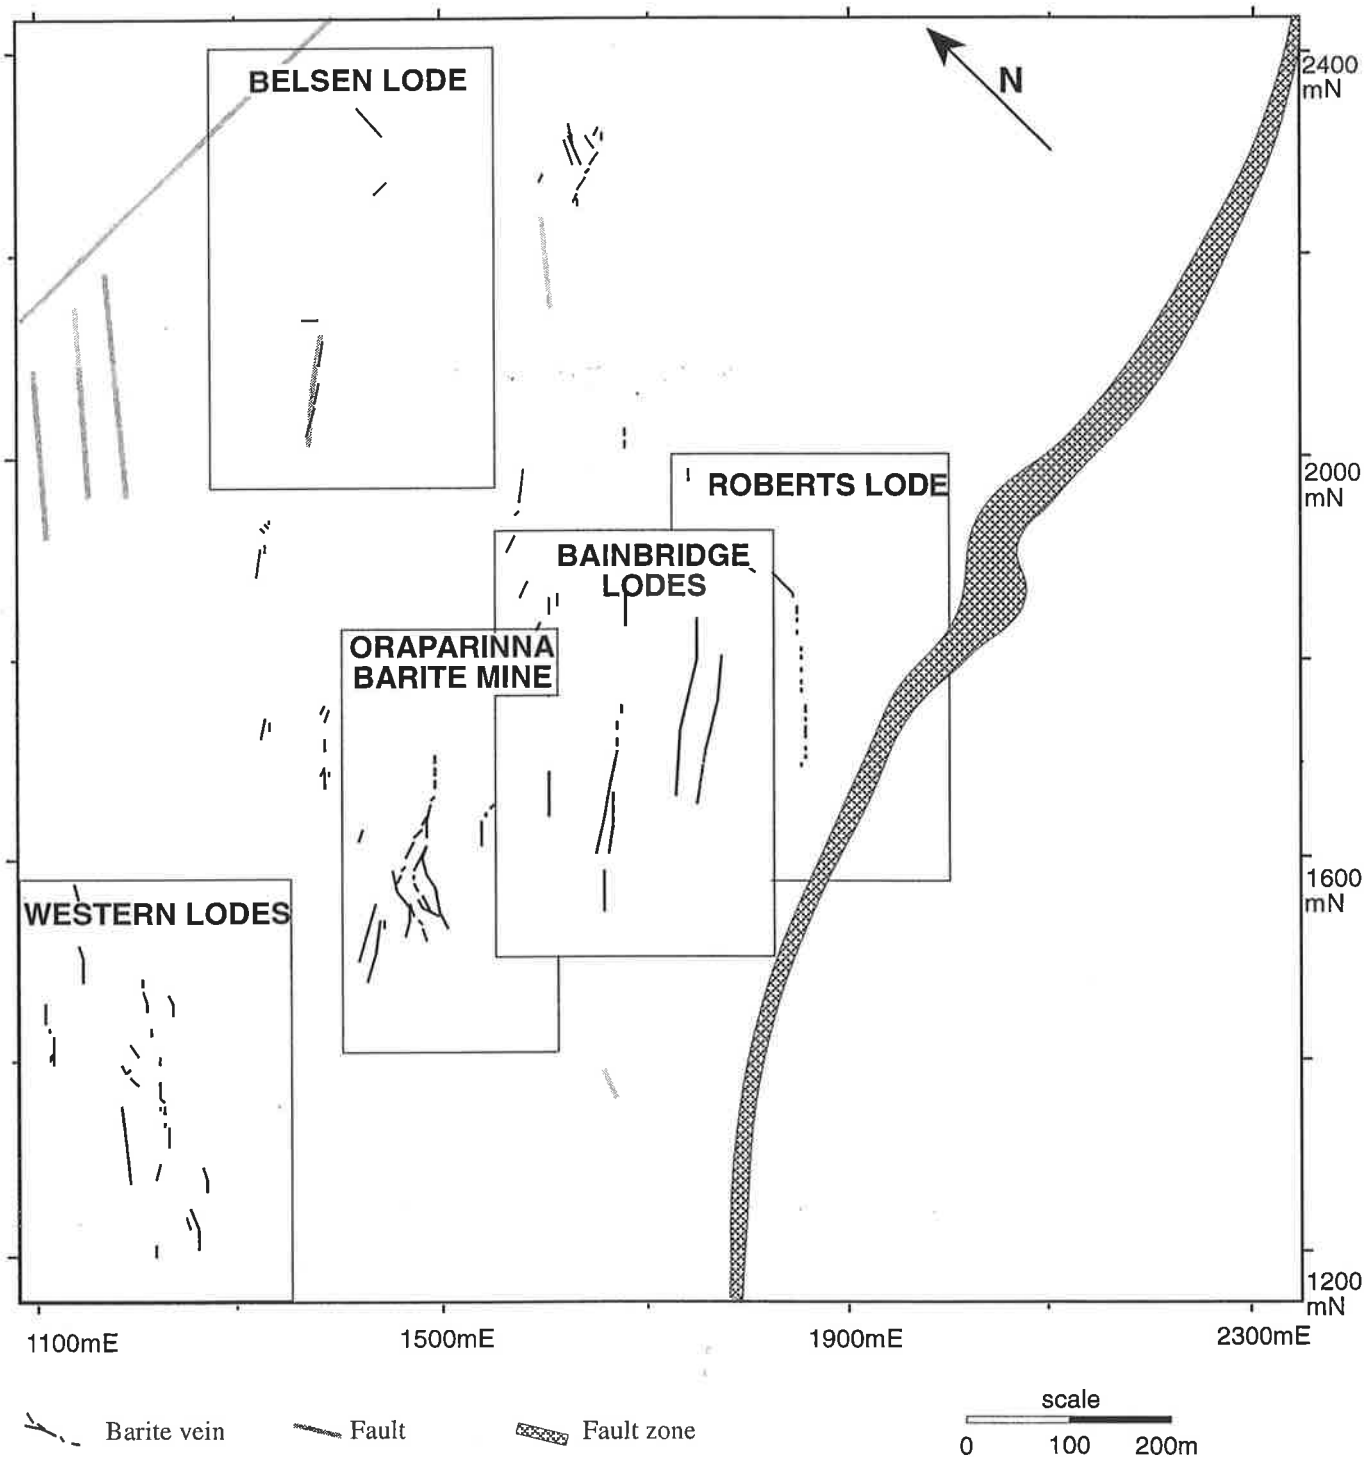 BELSEN LODE
N
2400
mN
2000
mN
ROBERTS LODE
BAINBRIDGE
LODES
ORAPARINNA
BARITE MINE
1600
mN
WESTERN LODES
1200
mN
1100mE
1500mE
1900mE
2300mE
Barite vein
Fault
Fault zone
scale
0
100
200m